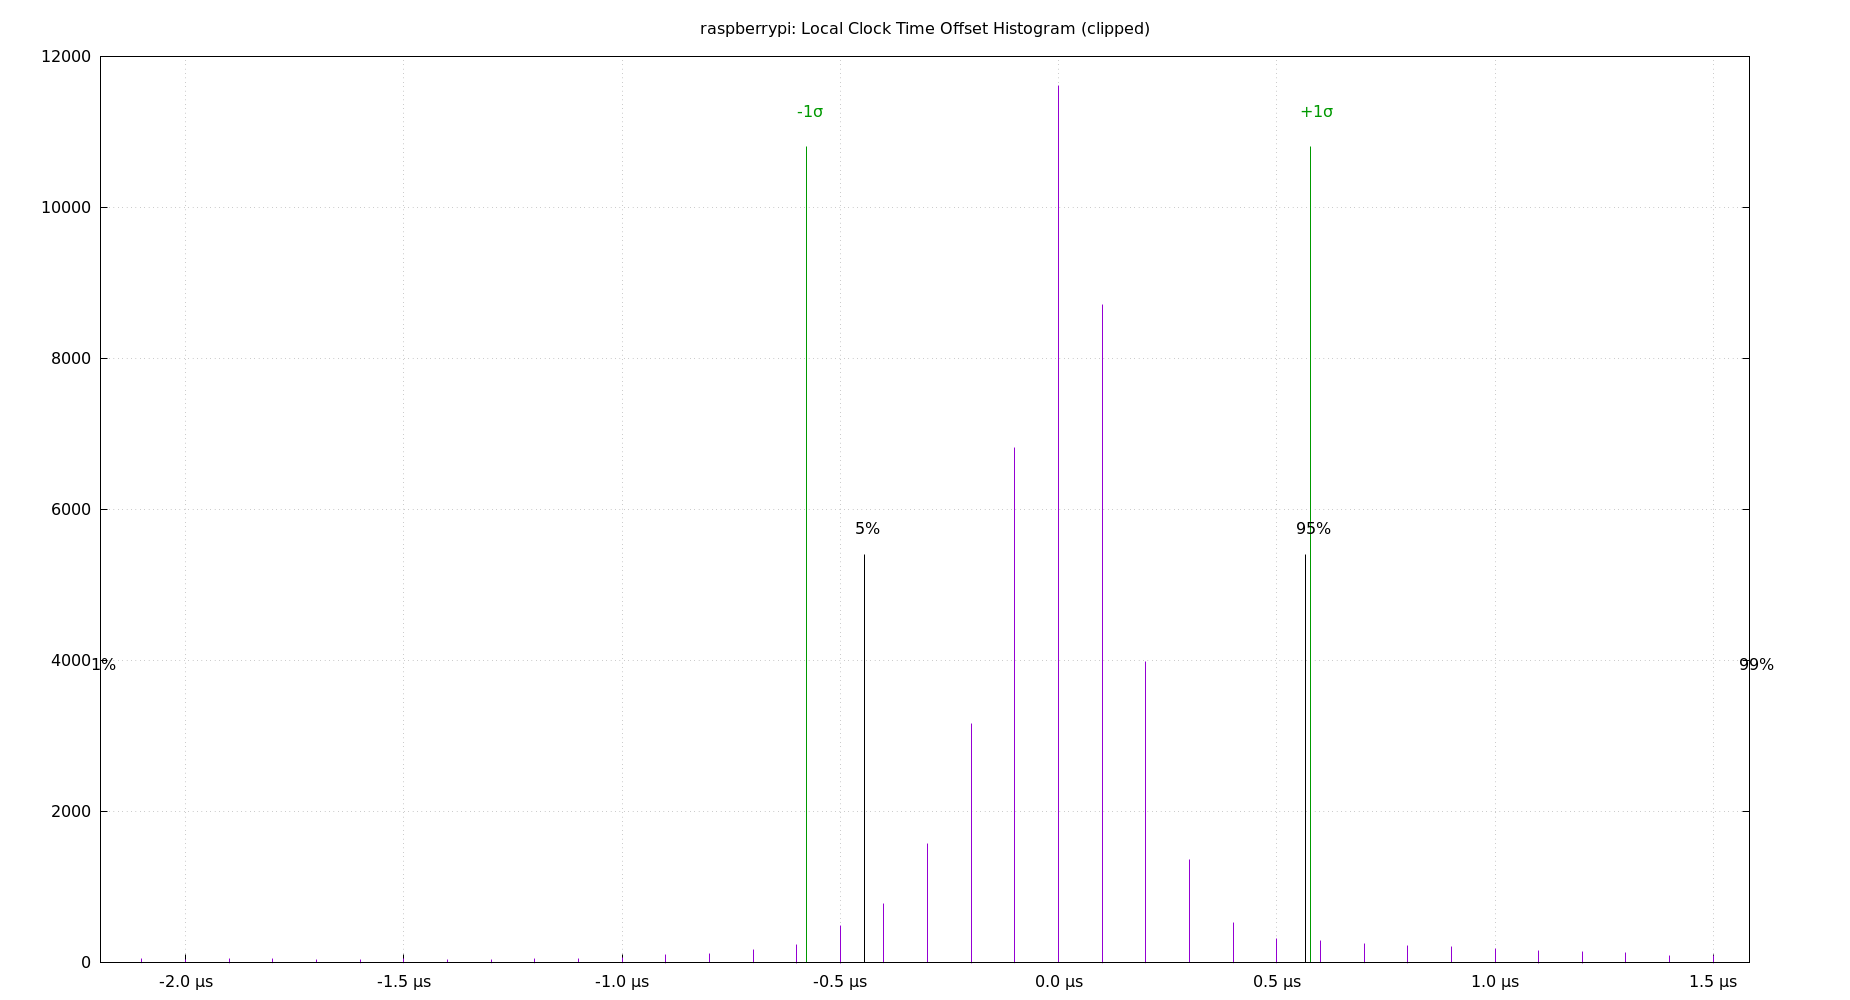 raspberrypi: Local Clock Time Offset Histogram (clipped)
12000
-1σ
+1σ
10000
8000
6000
5%
95%
4000
1%
99%
2000
0
-2.0 µs
-1.5 µs
-1.0 µs
-0.5 µs
0.0 µs
0.5 µs
1.0 µs
1.5 µs